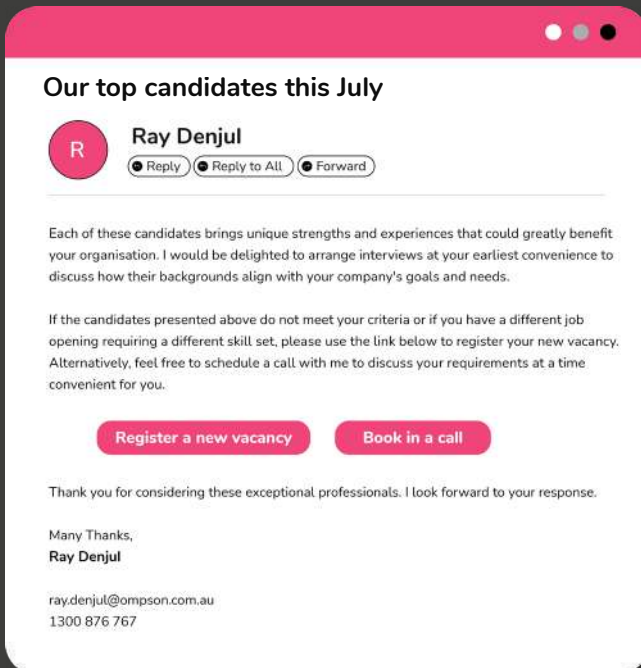 Our top candidates this July
R
Ray Denjul
Reply Reply to All Forward
Each of these candidates brings unique strengths and experiences that could greatly benefit
your organisation. I would be delighted to arrange interviews at your earliest convenience to
discuss how their backgrounds align with your company's goals and needs.
If the candidates presented above do not meet your criteria or if you have a different job
opening requiring a different skill set, please use the link below to register your new vacancy.
Alternatively, feel free to schedule a call with me to discuss your requirements at a time
convenient for you.
Register a new vacancy Book in a call
Thank you for considering these exceptional professionals. I look forward to your response.
Many Thanks,
Ray Denjul
ray.denjul@ompson.com.au
1300 876 767